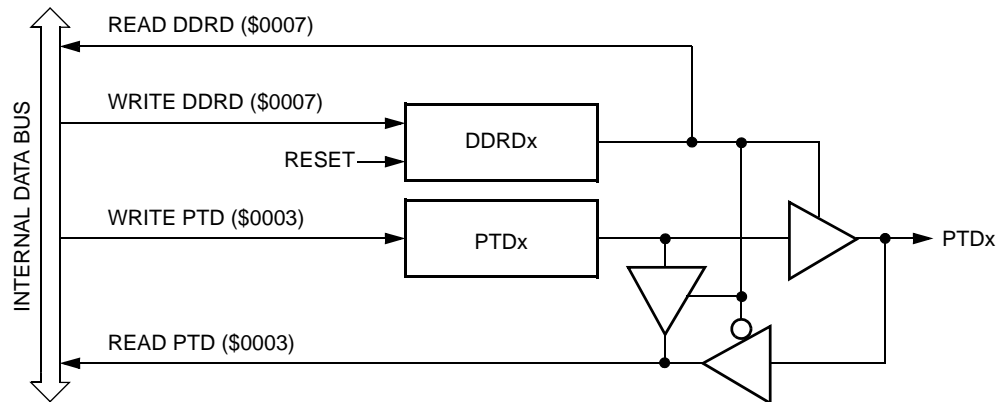 READ DDRD ($0007)
WRITE DDRD ($0007)
DDRDx
RESET
WRITE PTD ($0003)
PTDx
PTDx
READ PTD ($0003)
INTERNAL DATA BUS